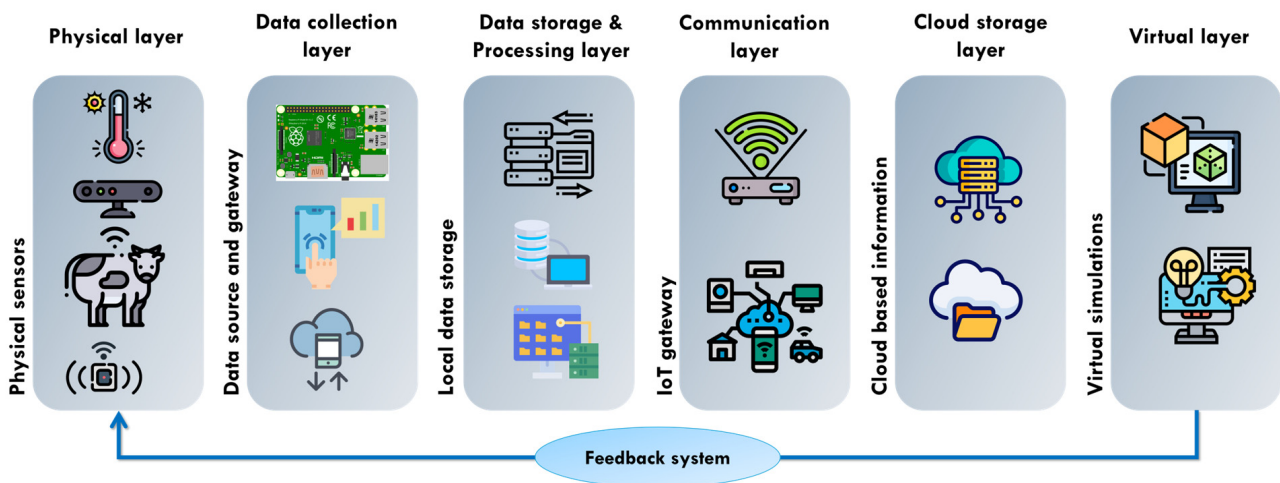 Physical layer
Data collection
layer
Data storage &
Processing layer
Communication
layer
Cloud storage
layer
Virtual layer
Physical sensors
Data source and gateway
Local data storage
IoT gateway
Cloud based information
Virtual simulations
Feedback system